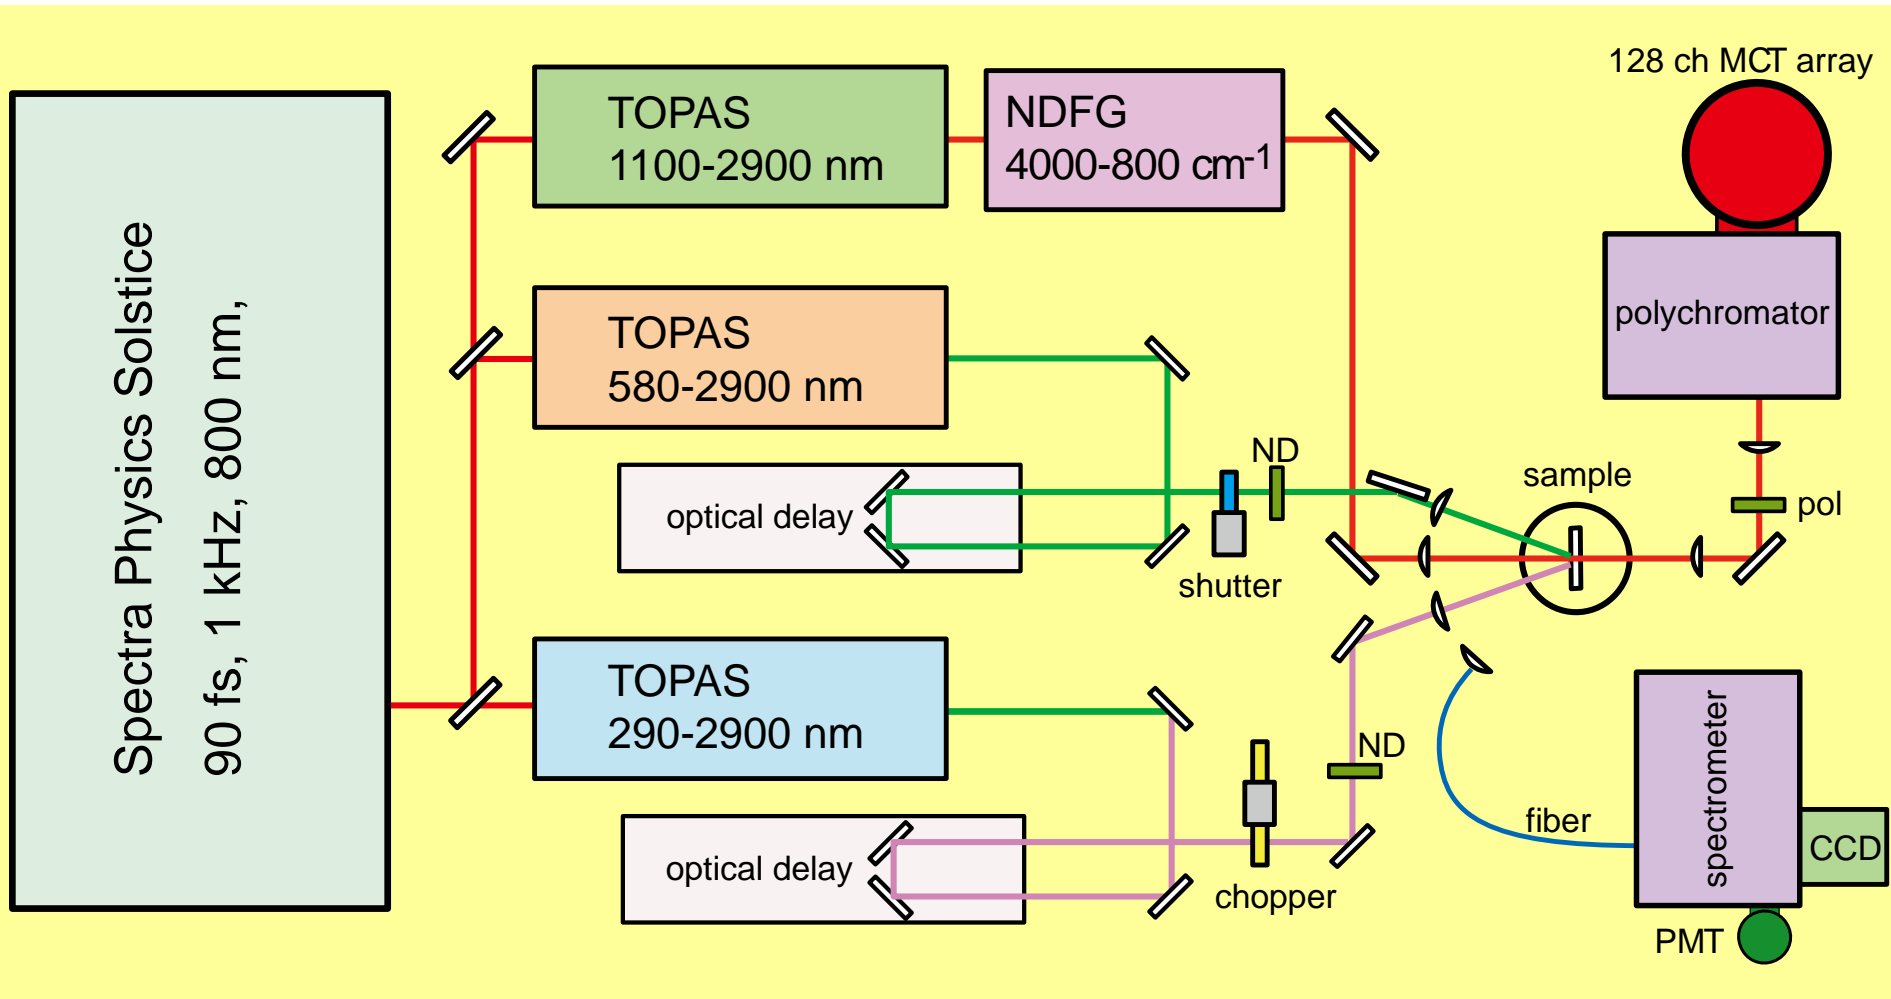 Spectra Physics Solstice
90 fs, 1 kHz, 800 nm,
TOPAS
1100-2900 nm
NDFG
4000-800 cm-1
128 ch MCT array
polychromator
TOPAS
580-2900 nm
optical delay
shutter
ND
sample
pol
TOPAS
290-2900 nm
optical delay
chopper
ND
fiber
spectrometer
CCD
PMT